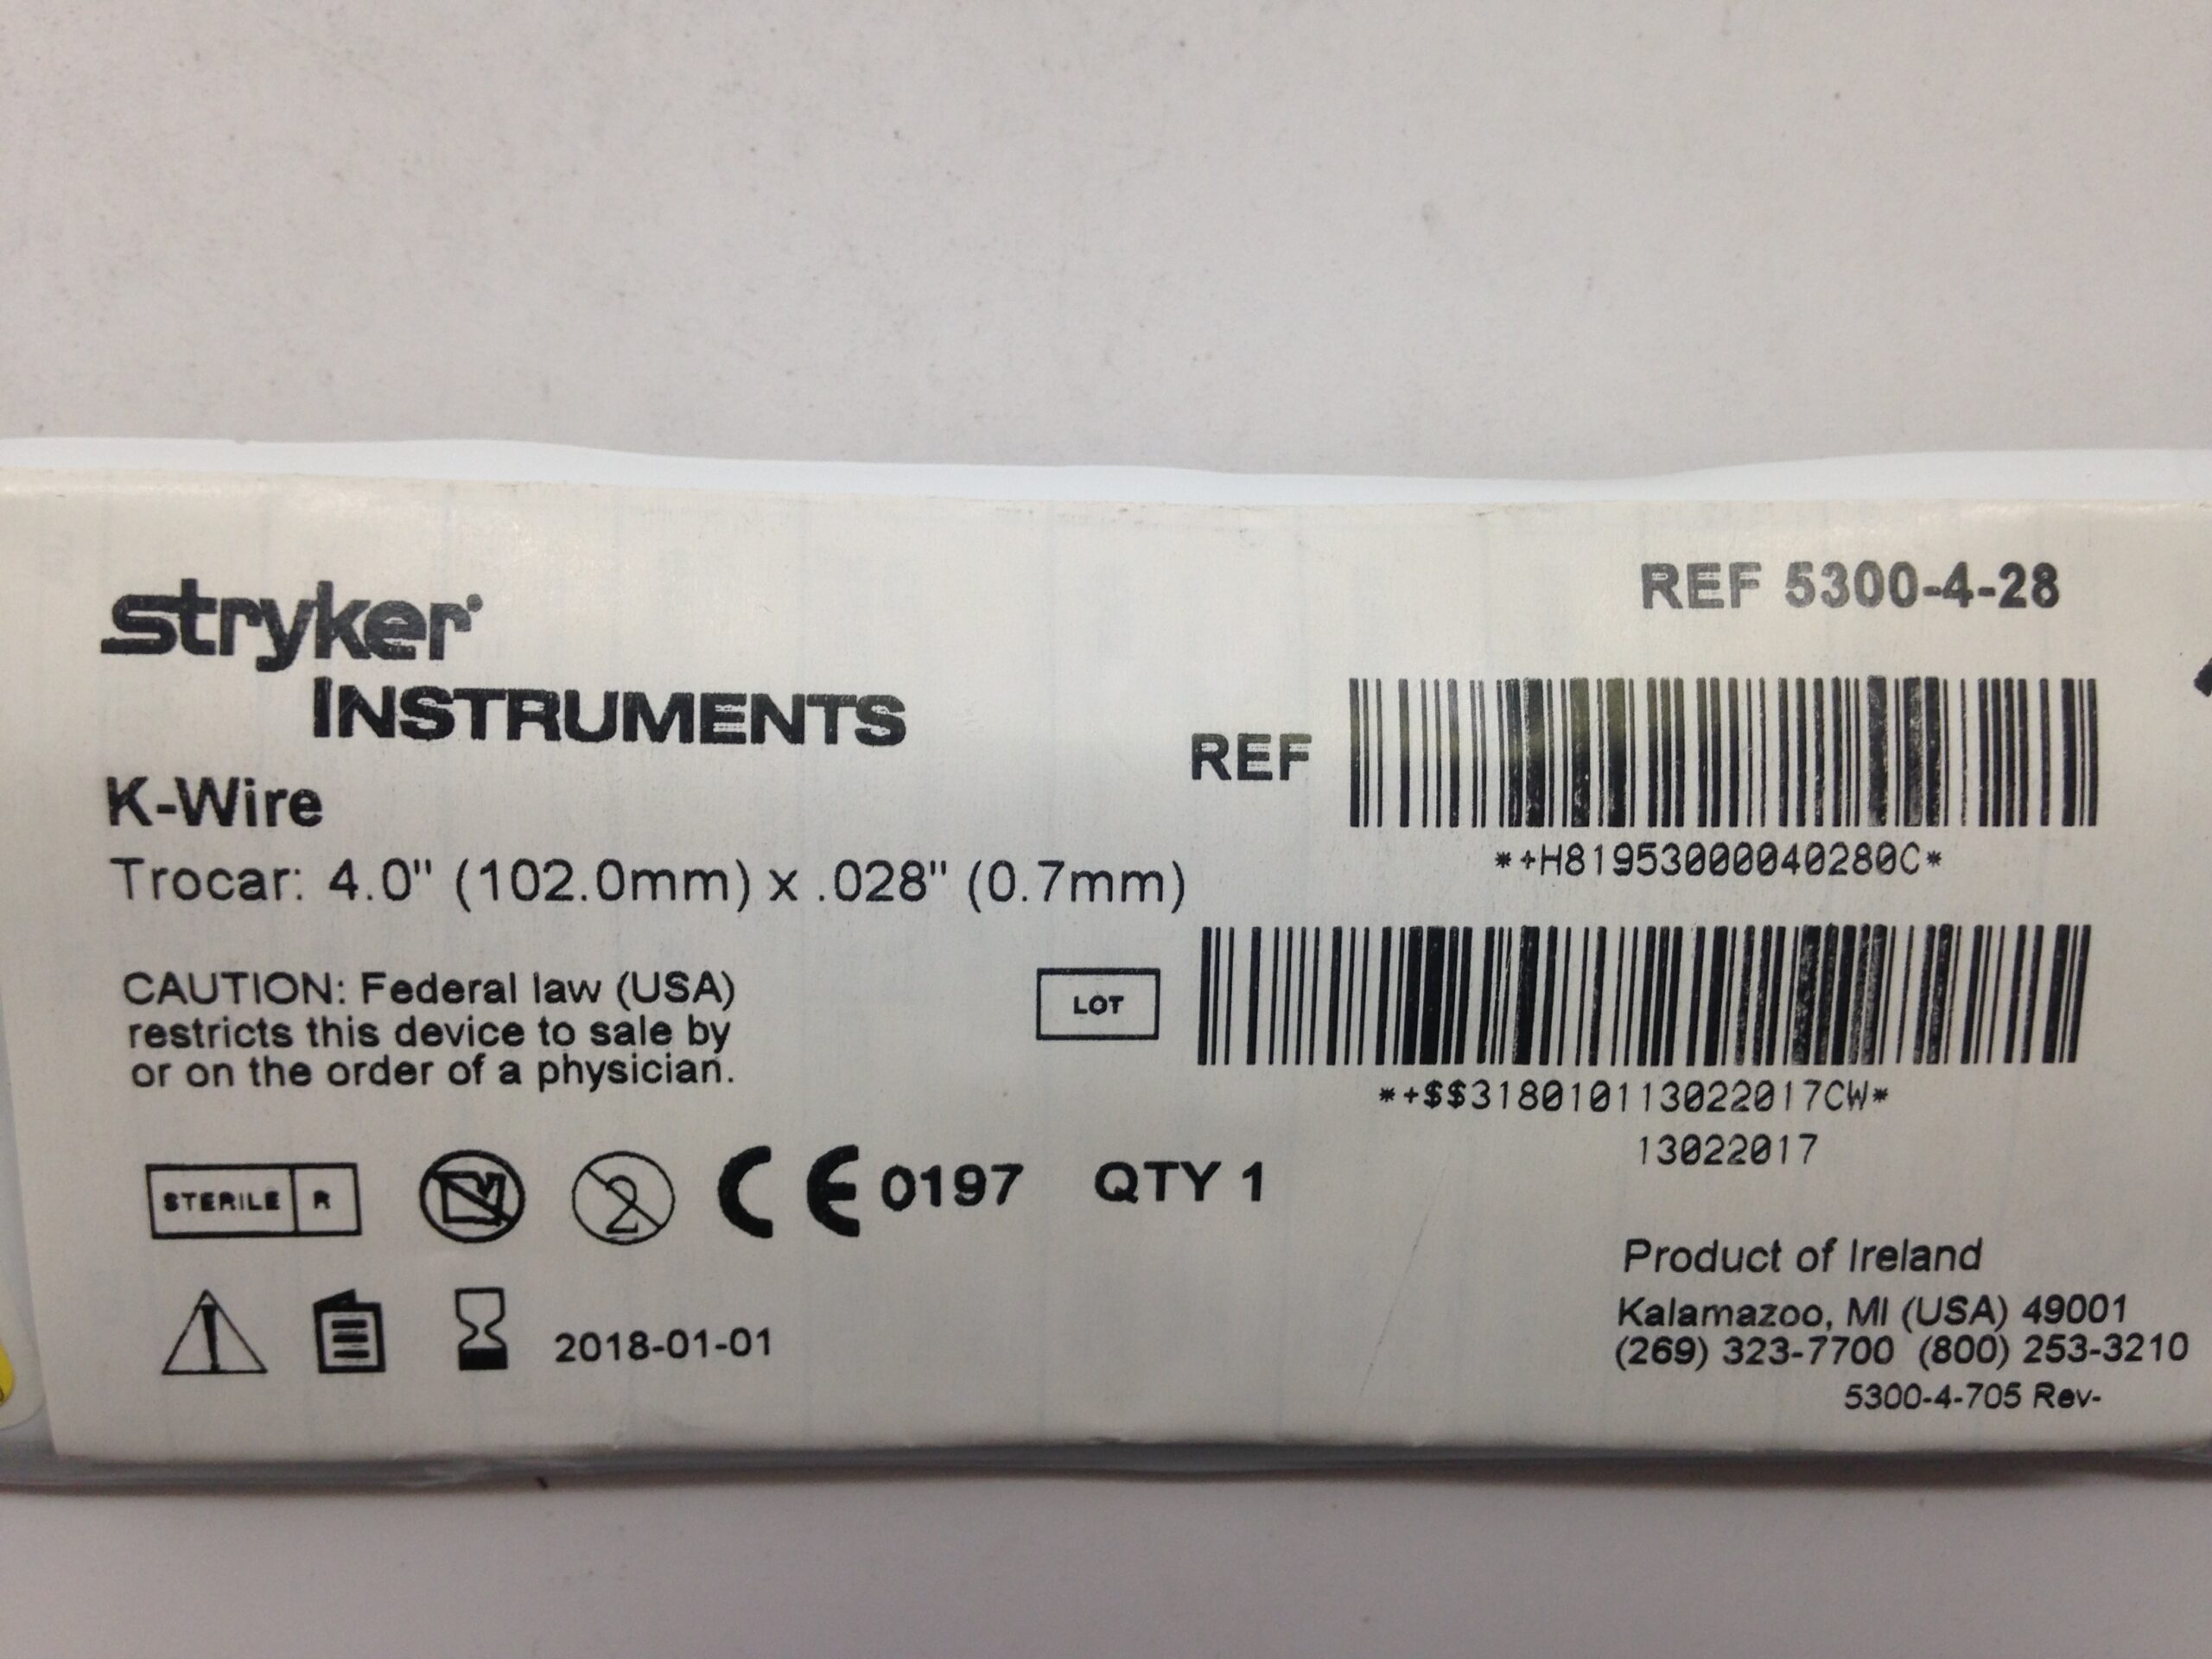 stryker
INSTRUMENTS
K-Wire
Trocar: 4.0" (102.0mm) x .028" (0.7mm)
CAUTION: Federal law (USA)
restricts this device to sale by
or on the order of a physician.
STERILE R
2
CE 0197 QTY 1
2018-01-01
REF 5300-4-28
REF
*+H81953000040280C*
LOT
*+$$318010113022017CW*
13022017
Product of Ireland
Kalamazoo, MI (USA) 49001
(269) 323-7700 (800) 253-3210
5300-4-705 Rev-